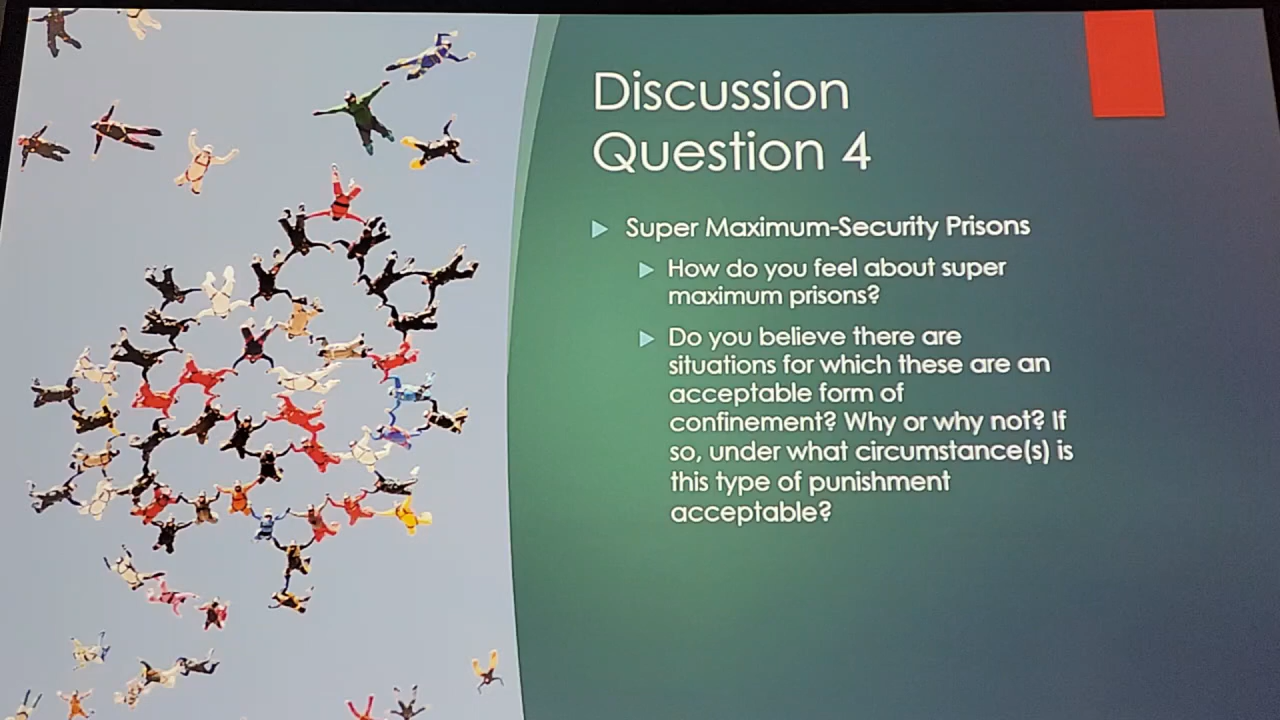 Discussion
Question 4
Super Maximum-Security Prisons
How do you feel about super
maximum prisons?
Do you believe there are
situations for which these are an
acceptable form of
confinement? Why or why not? If
so, under what circumstance(s) is
this type of punishment
acceptable?